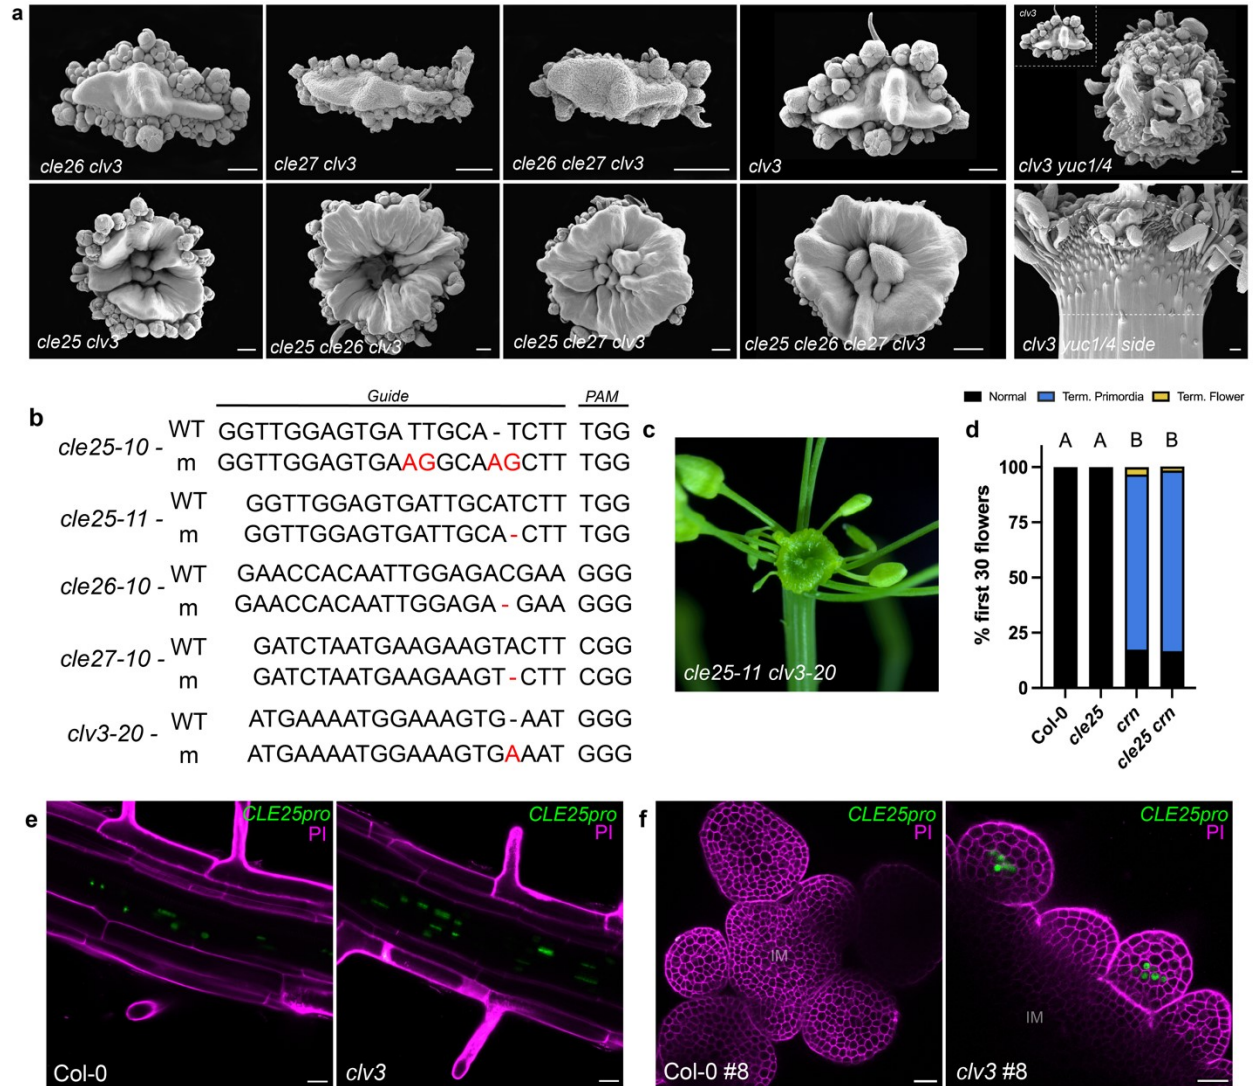 a
cle26 clv3
cle27 clv3
cle26 cle27 clv3
clv3
clv3
clv3 yuc1/4
cle25 clv3
cle25 cle26 clv3
cle25 cle27 clv3
cle25 cle26 cle27 clv3
clv3 yuc1/4 side
b
Guide PAM
cle25-10 -
WT GGTTGGAGTGATTGCA-TCTT TGG
m GGTTGGAGTGAAGGCAAGCTT TGG
cle25-11 -
WT GGTTGGAGTGATTGCATCTT TGG
m GGTTGGAGTGATTGCA-CTT TGG
cle26-10 -
WT GAACCACAATTGGAGACGAA GGG
m GAACCACAATTGGAGA-GAA GGG
cle27-10 -
WT GATCTAATGAAGAAGTACTT CGG
m GATCTAATGAAGAAGT-CTT CGG
clv3-20 -
WT ATGAAAATGGAAAGTG-AAT GGG
m ATGAAAATGGAAAGTGAAAT GGG
c
cle25-11 clv3-20
Normal Term. Primordia Term. Flower
d
A A B B
% first 30 flowers
100
75
50
25
0
Col-0
cle25
crn
cle25 crn
e
CLE25pro
PI
Col-0
CLE25pro
PI
clv3
f
CLE25pro
PI
IM
Col-0 #8
CLE25pro
PI
IM
clv3 #8